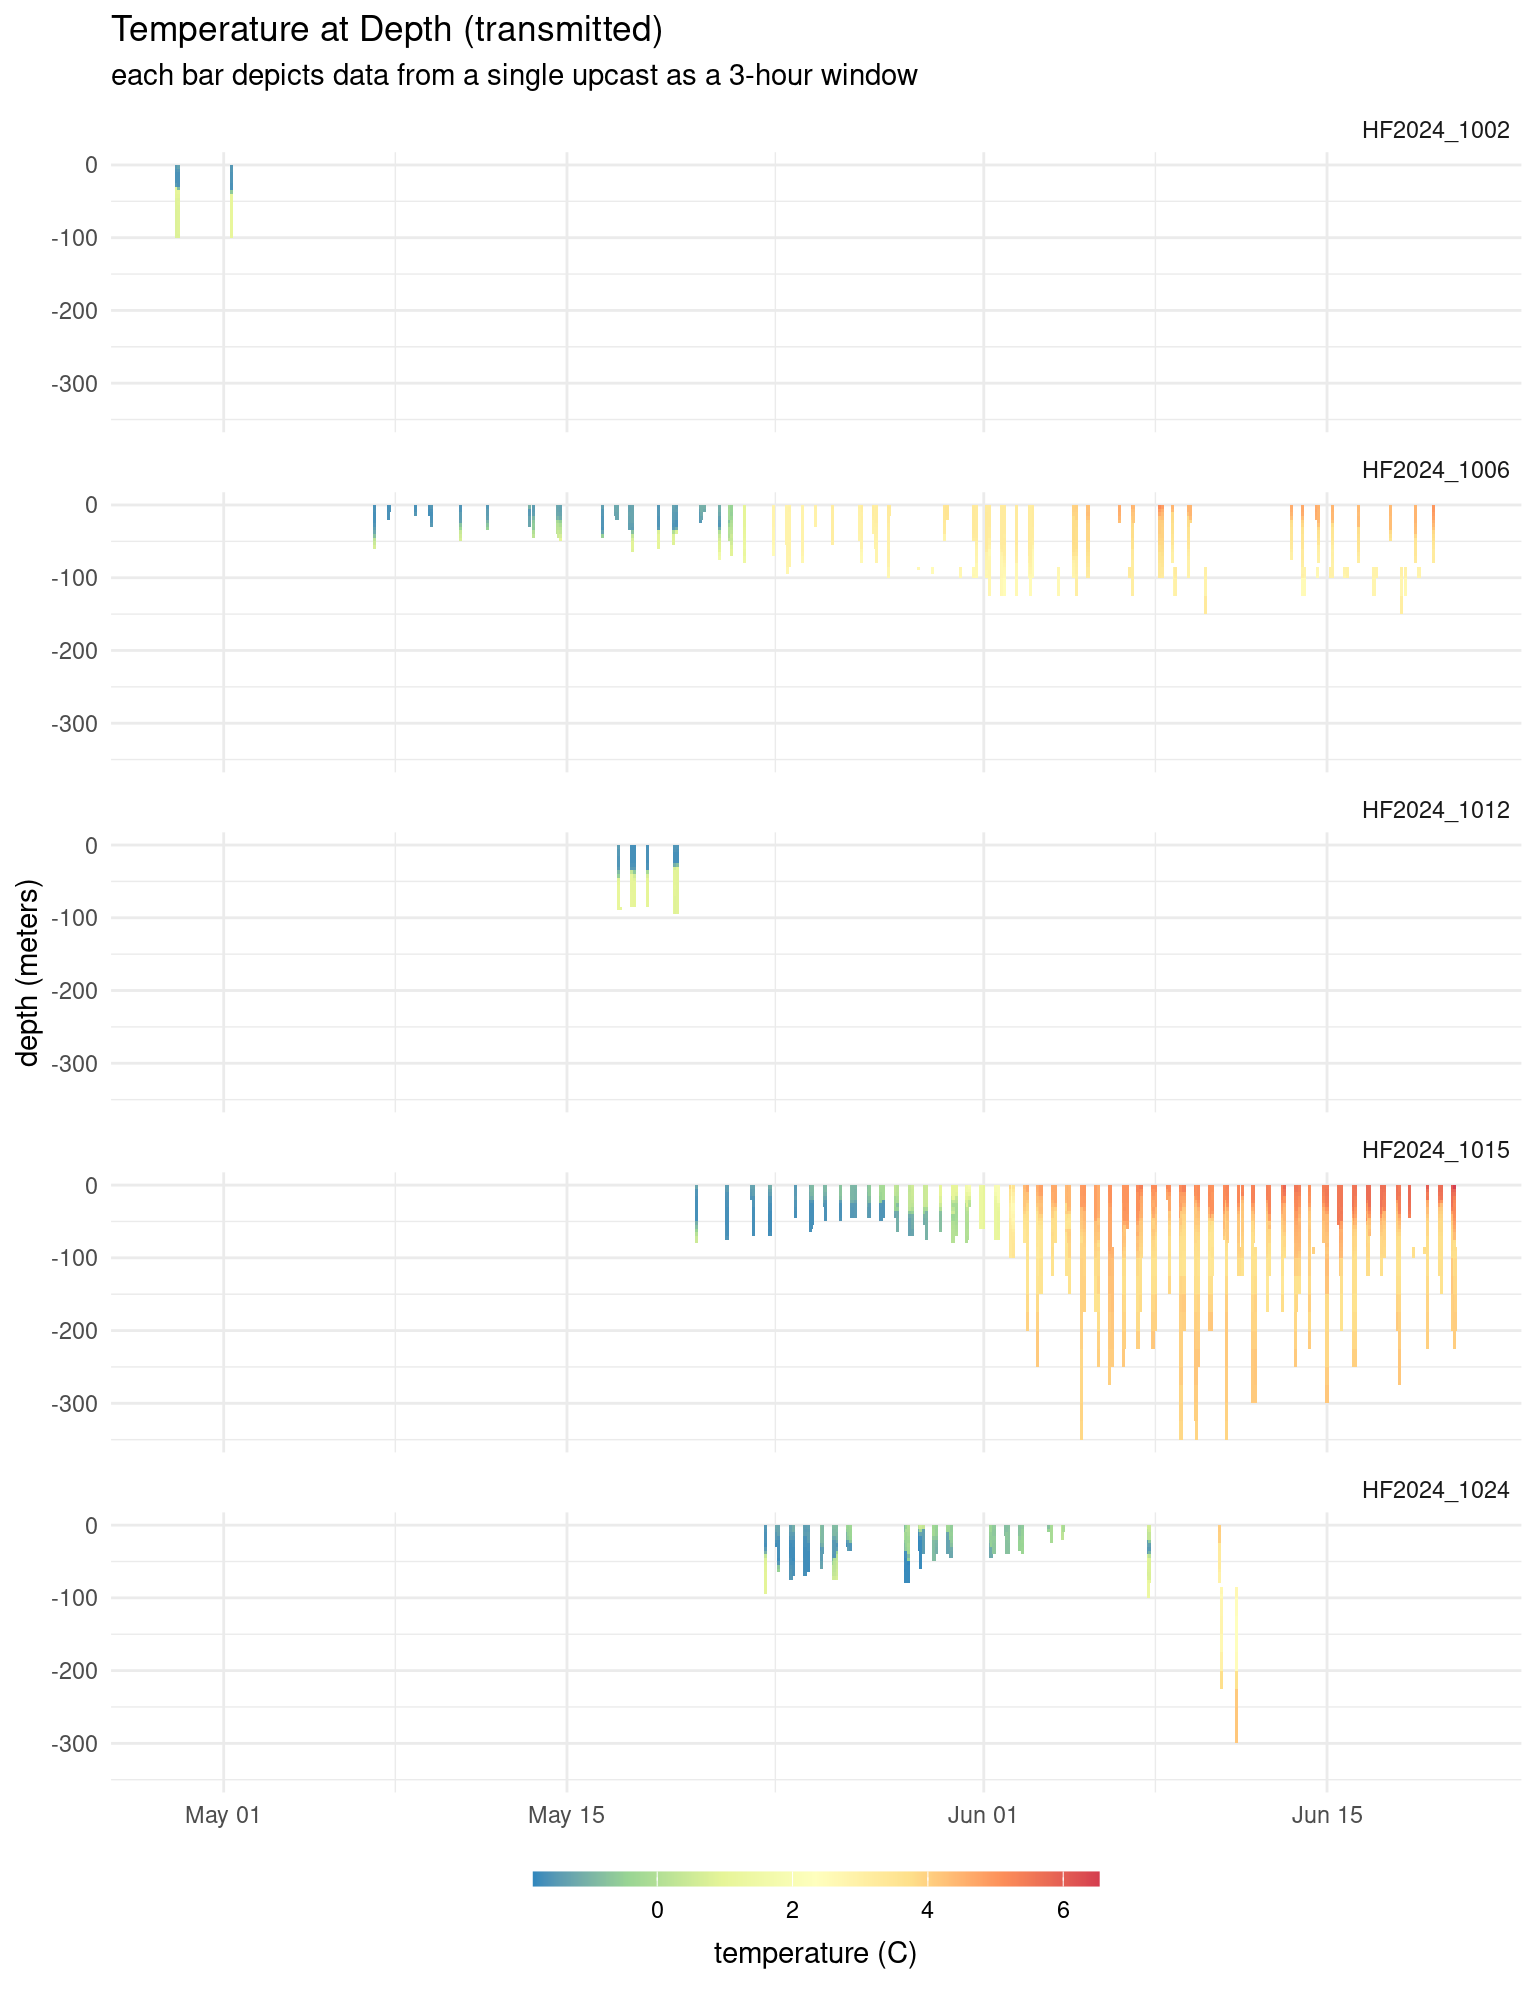 Temperature at Depth (transmitted)
each bar depicts data from a single upcast as a 3-hour window
HF2024_1002
0
-100
-200
-300
HF2024_1006
0
-100
-200
-300
HF2024_1012
0
-100
-200
-300
depth (meters)
HF2024_1015
0
-100
-200
-300
HF2024_1024
0
-100
-200
-300
May 01 May 15 Jun 01 Jun 15
0 2 4 6
temperature (C)